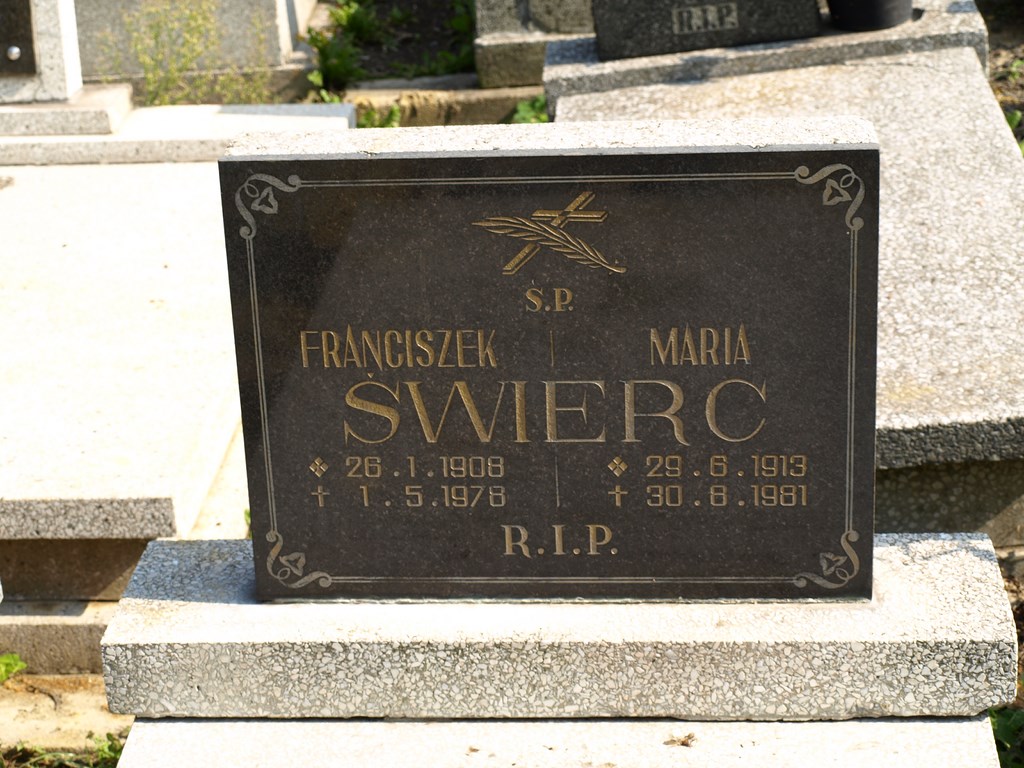 R.I.P.
Ś.P.
FRANCISZEK MARIA
ŚWIERC
26.1.1908 29.6.1913
✝ 1.5.1978 ✝ 30.8.1981
R.I.P.